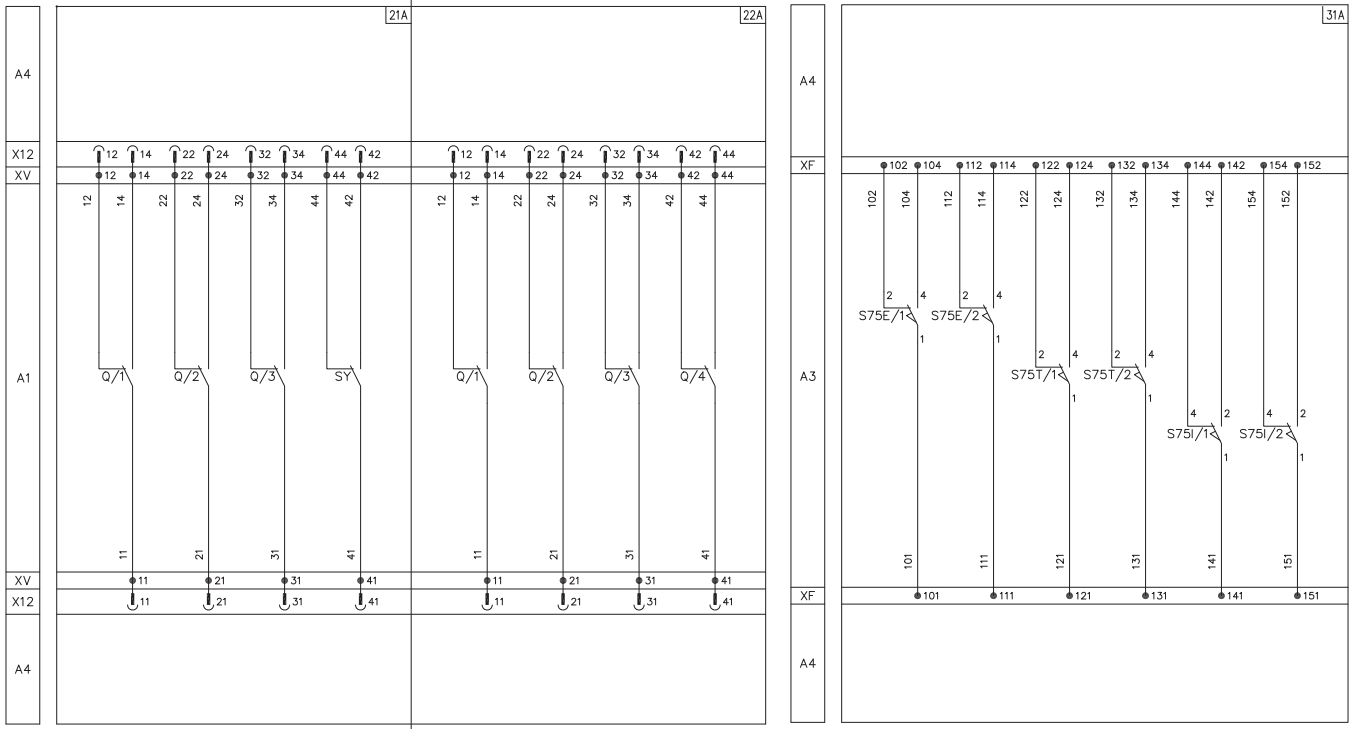 21A 22A 31A
A4 A4
X12 12 14 22 24 32 34 44 42 12 14 22 24 32 34 42 44
XF 102 104 112 114 122 124 132 134 144 142 154 152
XV 12 14 22 24 32 34 44 42 12 14 22 24 32 34 42 44
12 14 22 24 32 34 44 42 12 14 22 24 32 34 42 44
102 104 112 114 122 124 132 134 144 142 154 152
2 4 2 4
S75E/1 S75E/2
1 1
2 4 2 4
A1 Q/1 Q/2 Q/3 SY Q/1 Q/2 Q/3 Q/4 A3 S75T/1 S75T/2
1 1
4 2 4 2
S75I/1 S75I/2
1 1
11 21 31 41 11 21 31 41 101 111 121 131 141 151
XV 11 21 31 41 11 21 31 41
XF 101 111 121 131 141 151
X12 11 21 31 41 11 21 31 41
A4 A4